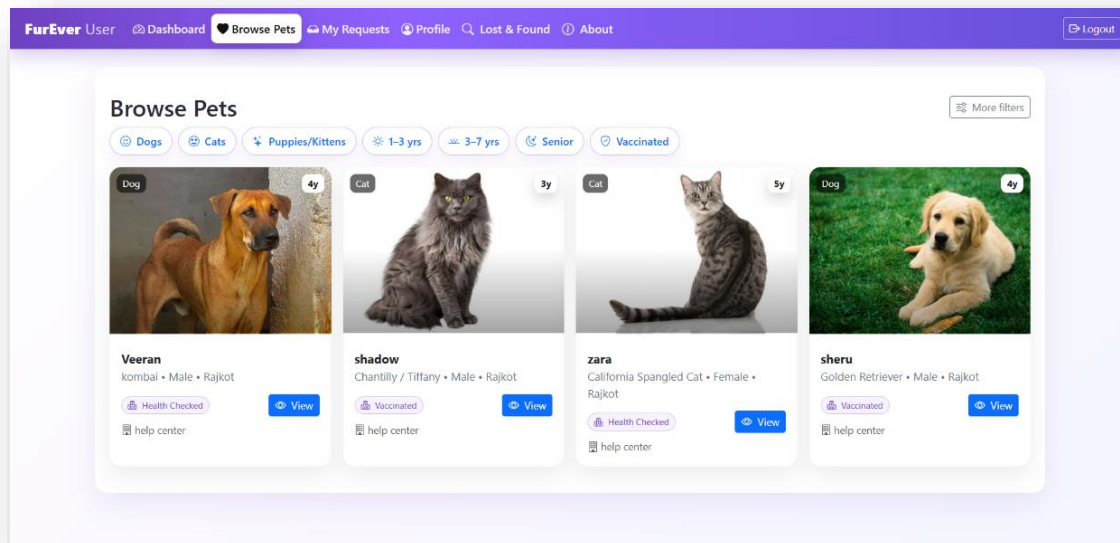 FurEver User Dashboard Browse Pets My Requests Profile Lost & Found About Logout
Browse Pets
More filters
Dogs Cats Puppies/Kittens 1–3 yrs 3–7 yrs Senior Vaccinated
Dog 4y
Cat 3y
Cat 5y
Dog 4y
Veeran
kombai • Male • Rajkot
Health Checked View
help center
shadow
Chantilly / Tiffany • Male • Rajkot
Vaccinated View
help center
zara
California Spangled Cat • Female •
Rajkot
Health Checked View
help center
sheru
Golden Retriever • Male • Rajkot
Vaccinated View
help center